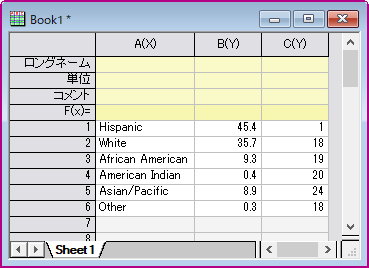 Book1 *
A(X) B(Y) C(Y)
ロングネーム
単位
コメント
F(x)=
1 Hispanic 45.4 1
2 White 35.7 18
3 African American 9.3 19
4 American Indian 0.4 20
5 Asian/Pacific 8.9 24
6 Other 0.3 18
7
8
Sheet1